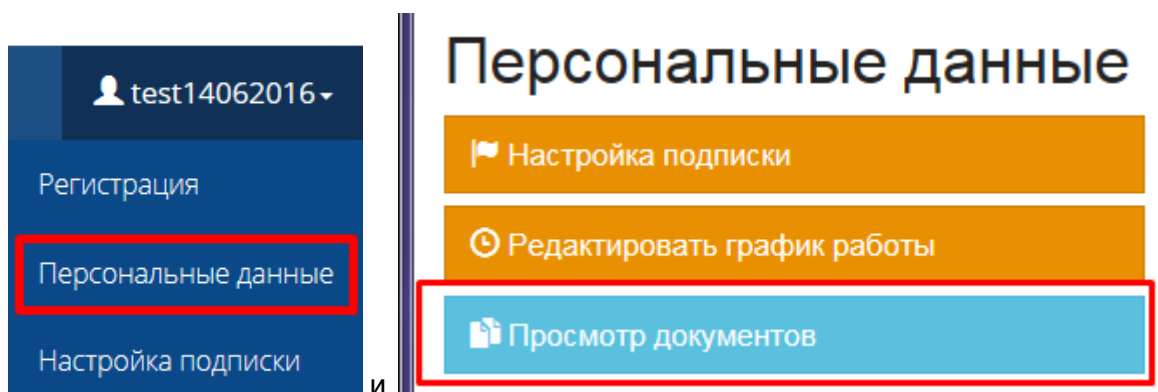 test14062016
Регистрация
Персональные данные
Настройка подписки
и
Персональные данные
Настройка подписки
Редактировать график работы
Просмотр документов